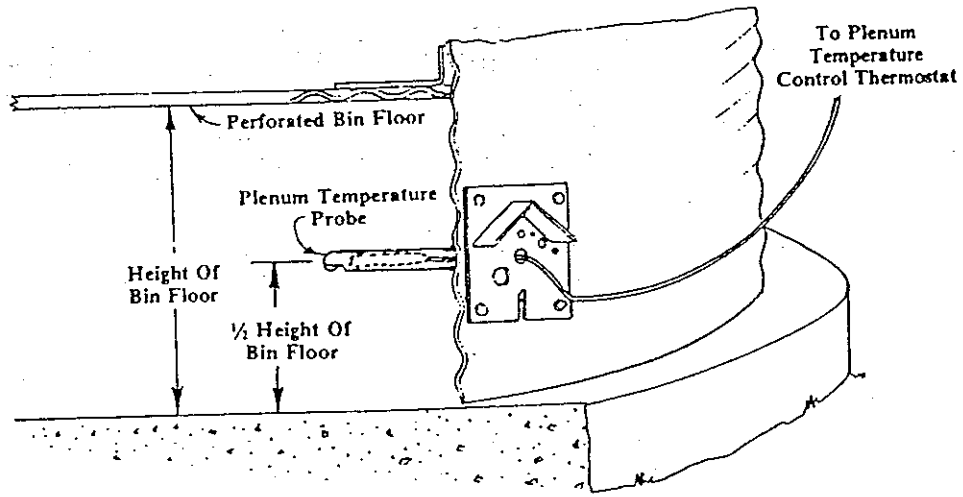 To Plenum
Temperature
Control Thermostat
Perforated Bin Floor
Plenum Temperature
Probe
Height Of
Bin Floor
½ Height Of
Bin Floor